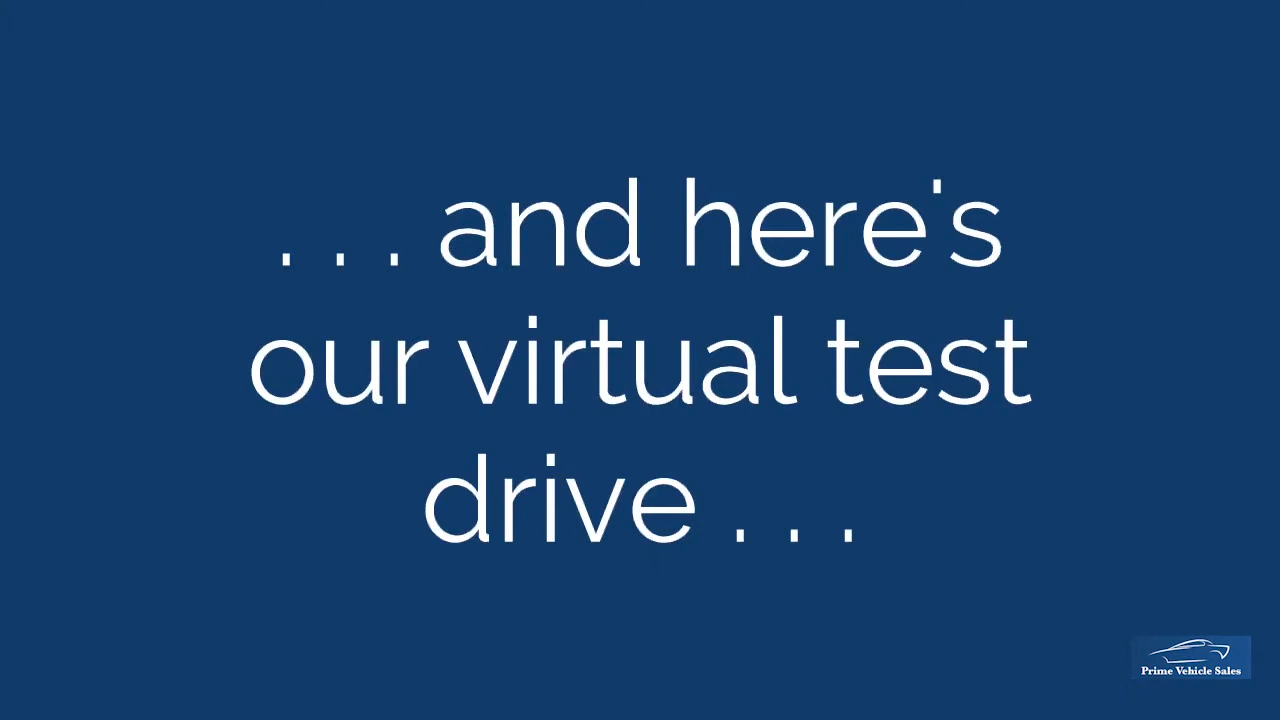 . . . and here's
our virtual test
drive . . .
Prime Vehicle Sales